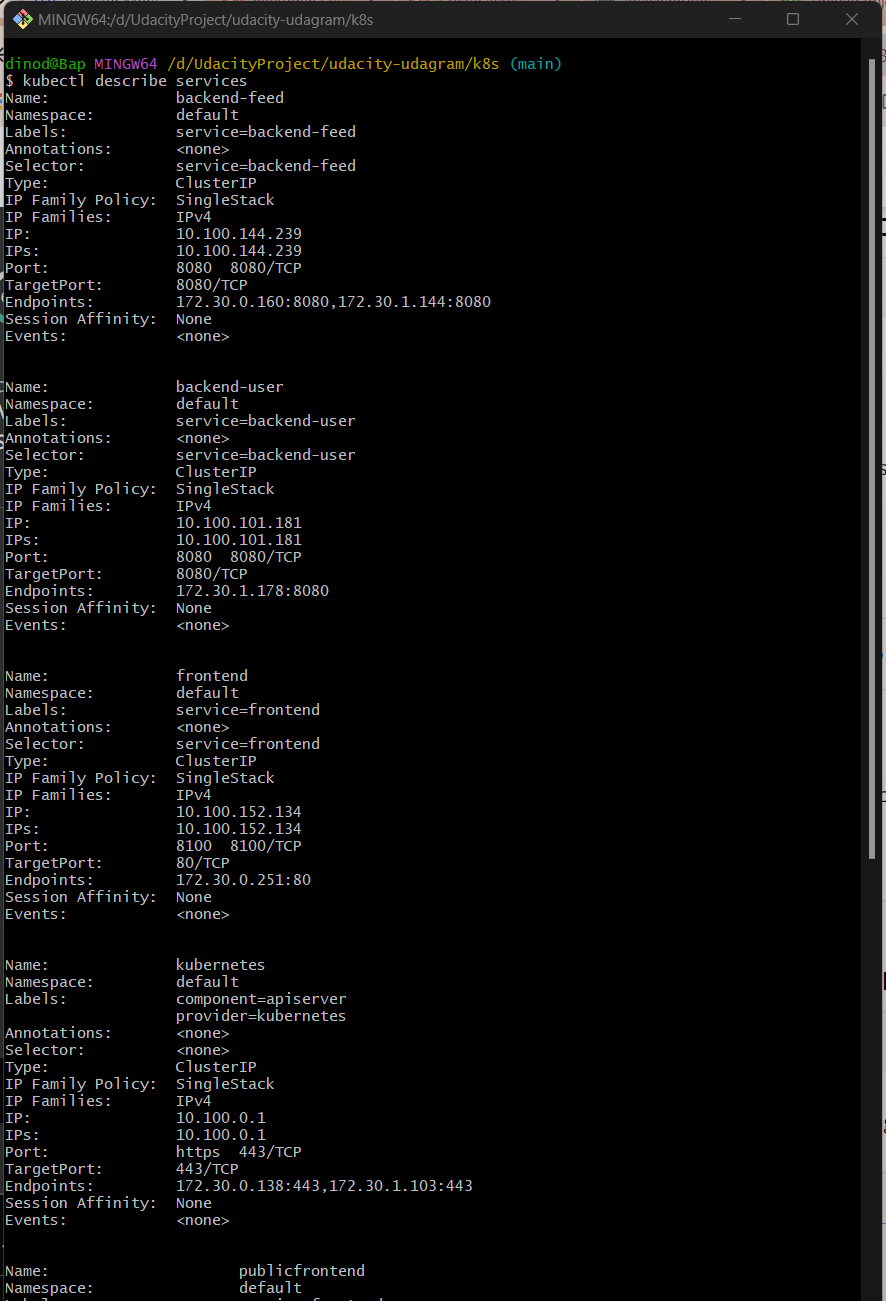 MINGW64:/d/UdacityProject/udacity-udagram/k8s
dinod@Bap MINGW64 /d/UdacityProject/udacity-udagram/k8s (main)
$ kubectl describe services
Name: backend-feed
Namespace: default
Labels: service=backend-feed
Annotations: <none>
Selector: service=backend-feed
Type: ClusterIP
IP Family Policy: SingleStack
IP Families: IPv4
IP: 10.100.144.239
IPs: 10.100.144.239
Port: 8080 8080/TCP
TargetPort: 8080/TCP
Endpoints: 172.30.0.160:8080,172.30.1.144:8080
Session Affinity: None
Events: <none>
Name: backend-user
Namespace: default
Labels: service=backend-user
Annotations: <none>
Selector: service=backend-user
Type: ClusterIP
IP Family Policy: SingleStack
IP Families: IPv4
IP: 10.100.101.181
IPs: 10.100.101.181
Port: 8080 8080/TCP
TargetPort: 8080/TCP
Endpoints: 172.30.1.178:8080
Session Affinity: None
Events: <none>
Name: frontend
Namespace: default
Labels: service=frontend
Annotations: <none>
Selector: service=frontend
Type: ClusterIP
IP Family Policy: SingleStack
IP Families: IPv4
IP: 10.100.152.134
IPs: 10.100.152.134
Port: 8100 8100/TCP
TargetPort: 80/TCP
Endpoints: 172.30.0.251:80
Session Affinity: None
Events: <none>
Name: kubernetes
Namespace: default
Labels: component=apiserver
provider=kubernetes
Annotations: <none>
Selector: <none>
Type: ClusterIP
IP Family Policy: SingleStack
IP Families: IPv4
IP: 10.100.0.1
IPs: 10.100.0.1
Port: https 443/TCP
TargetPort: 443/TCP
Endpoints: 172.30.0.138:443,172.30.1.103:443
Session Affinity: None
Events: <none>
Name: publicfrontend
Namespace: default